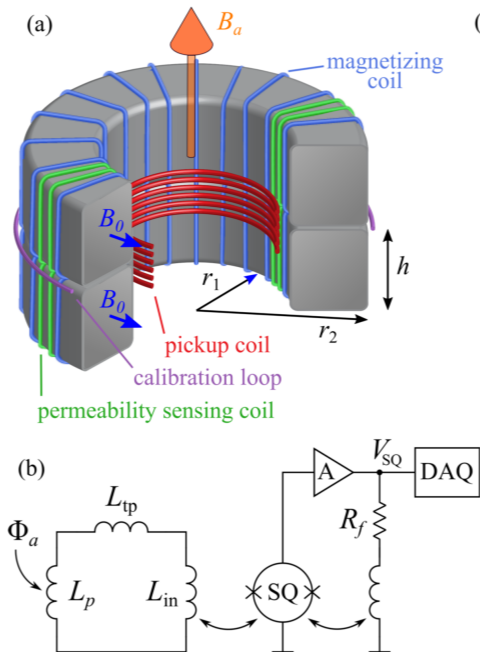 (a)
B_a
magnetizing
coil
B_0
B_0
r_1
h
r_2
pickup coil
calibration loop
permeability sensing coil
(b)
V_SQ
A
DAQ
L_tp
Φ_a
R_f
L_p
L_in
SQ